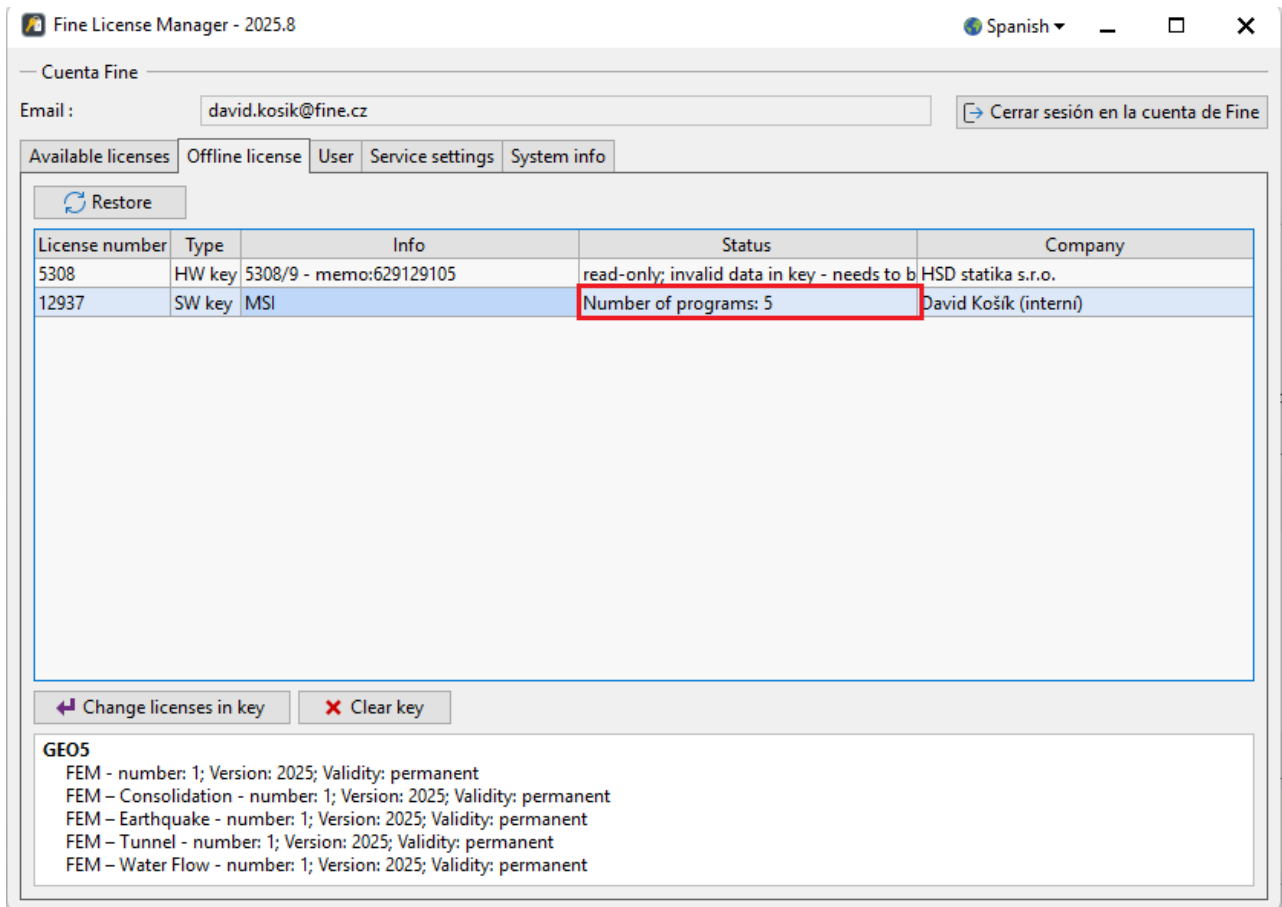 Fine License Manager - 2025.8 Spanish
Cuenta Fine
Email : david.kosik@fine.cz Cerrar sesión en la cuenta de Fine
Available licenses Offline license User Service settings System info
Restore
License number Type Info Status Company
5308 HW key 5308/9 - memo:629129105 read-only; invalid data in key - needs to b HSD statika s.r.o.
12937 SW key MSI Number of programs: 5 David Košík (interní)
Change licenses in key Clear key
GEO5
FEM - number: 1; Version: 2025; Validity: permanent
FEM – Consolidation - number: 1; Version: 2025; Validity: permanent
FEM – Earthquake - number: 1; Version: 2025; Validity: permanent
FEM – Tunnel - number: 1; Version: 2025; Validity: permanent
FEM – Water Flow - number: 1; Version: 2025; Validity: permanent